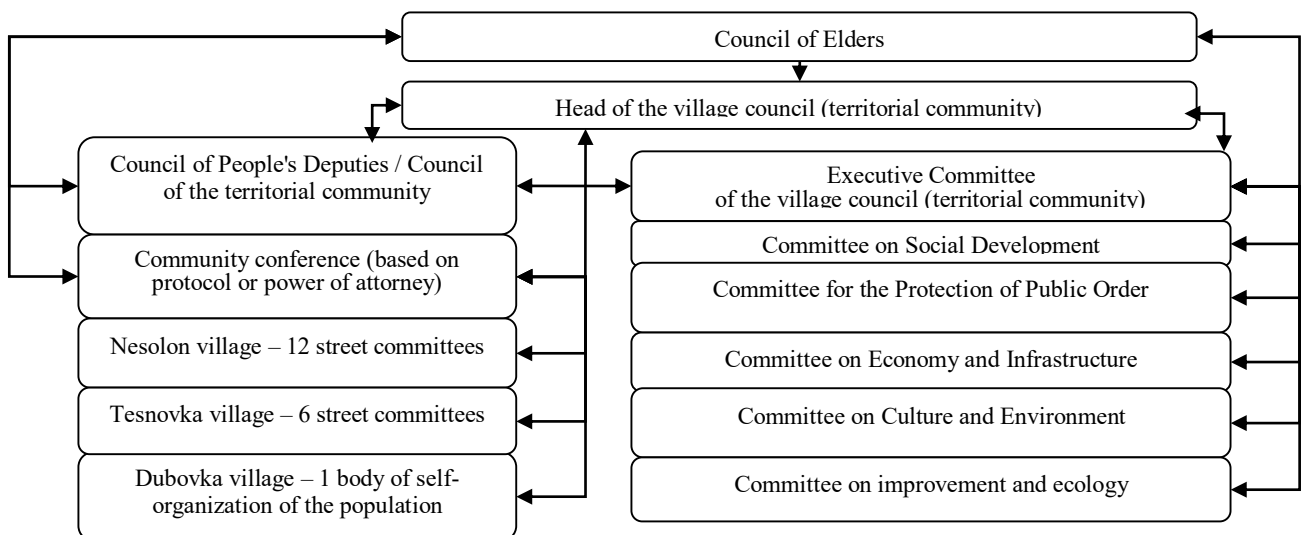 Council of Elders
Head of the village council (territorial community)
Council of People's Deputies / Council
of the territorial community
Executive Committee
of the village council (territorial community)
Community conference (based on
protocol or power of attorney)
Committee on Social Development
Committee for the Protection of Public Order
Nesolon village – 12 street committees
Committee on Economy and Infrastructure
Tesnovka village – 6 street committees
Committee on Culture and Environment
Dubovka village – 1 body of self-
organization of the population
Committee on improvement and ecology